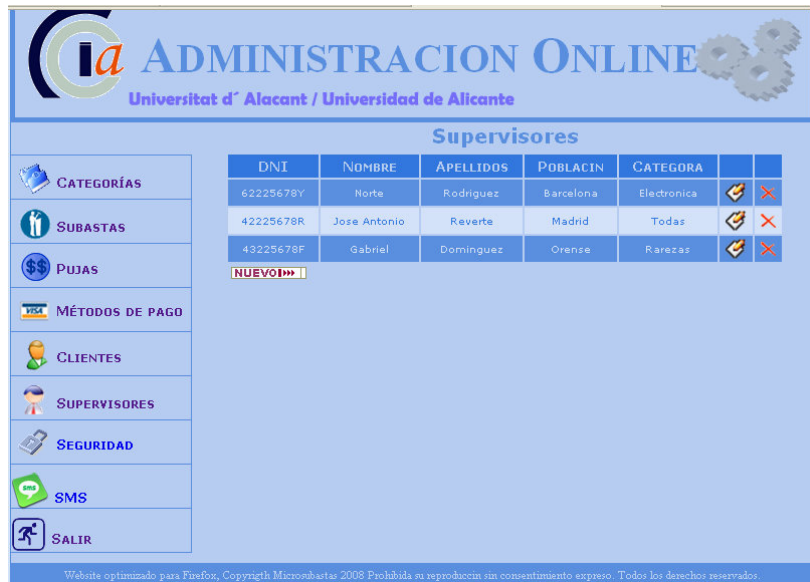 ia ADMINISTRACION ONLINE
Universitat d´ Alacant / Universidad de Alicante
Supervisores
DNI NOMBRE APELLIDOS POBLACIN CATEGORA
62225678Y Norte Rodriguez Barcelona Electronica
42225678R Jose Antonio Reverte Madrid Todas
43225678F Gabriel Dominguez Orense Rarezas
NUEVO
CATEGORÍAS
SUBASTAS
$$ PUJAS
VISA MÉTODOS DE PAGO
CLIENTES
SUPERVISORES
SEGURIDAD
sms SMS
SALIR
Website optimizado para Firefox, Copyrigth Microsubastas 2008 Prohibida su reproduccin sin consentimiento expreso. Todos los derechos reservados.